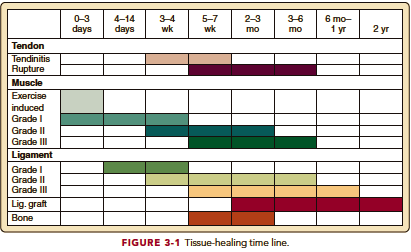 0–3 days 4–14 days 3–4 wk 5–7 wk 2–3 mo 3–6 mo 6 mo– 1 yr 2 yr
Tendon
Tendinitis
Rupture
Muscle
Exercise
induced
Grade I
Grade II
Grade III
Ligament
Grade I
Grade II
Grade III
Lig. graft
Bone
FIGURE 3-1 Tissue-healing time line.